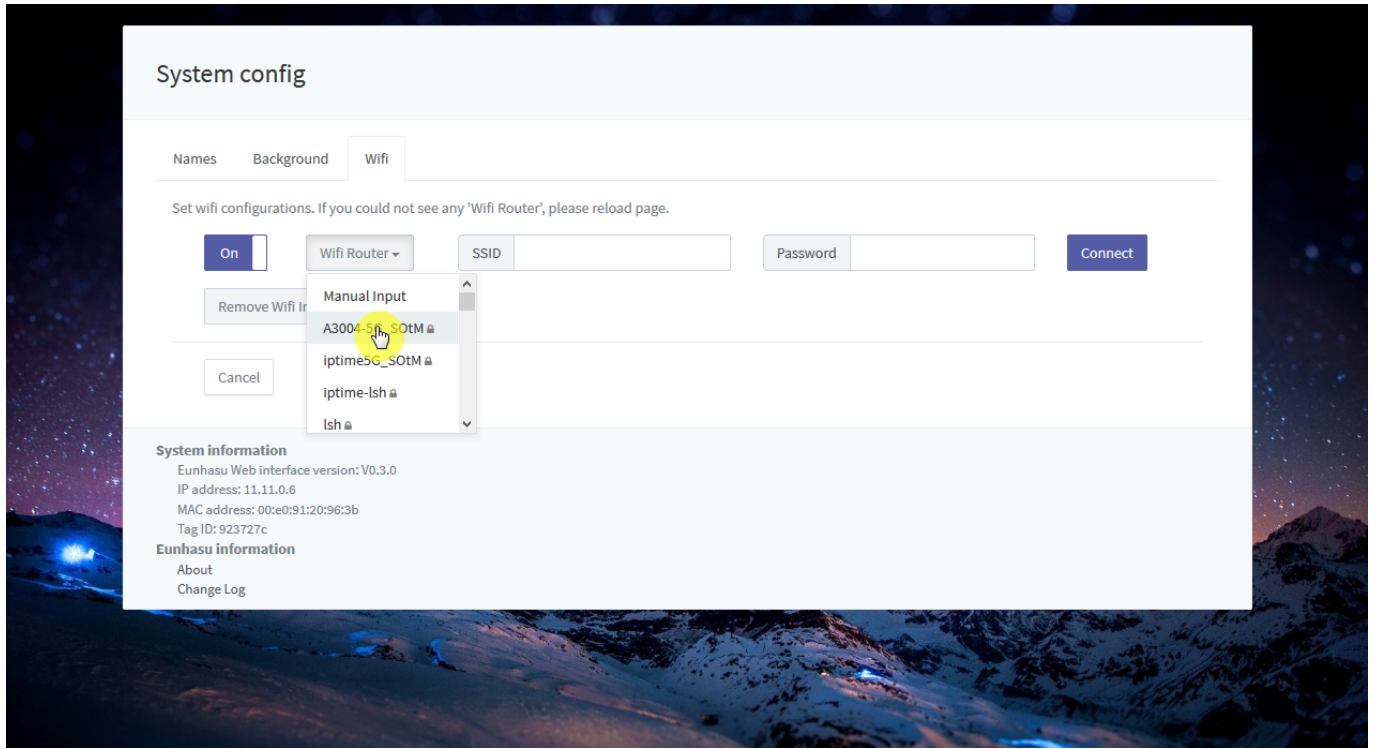 System config
Names Background Wifi
Set wifi configurations. If you could not see any 'Wifi Router', please reload page.
On Wifi Router SSID Password Connect
Manual Input
Remove Wifi
A3004-5G_SOtM
iptime5G_SOtM
Cancel
iptime-lsh
lsh
System information
Eunhasu Web interface version: V0.3.0
IP address: 11.11.0.6
MAC address: 00:e0:91:20:96:3b
Tag ID: 923727c
Eunhasu information
About
Change Log